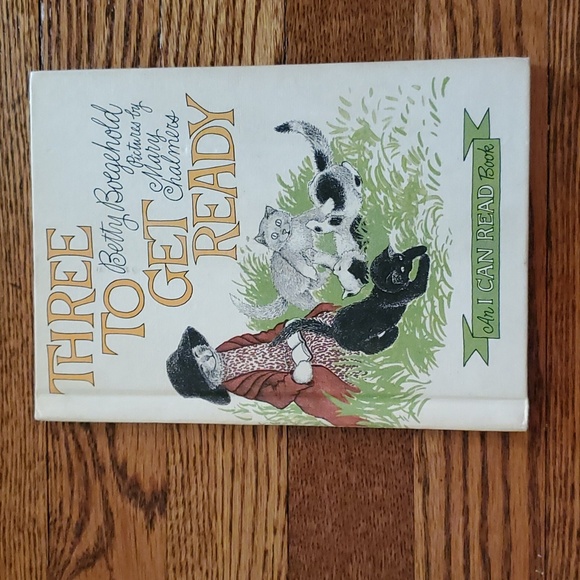 THREE
TO
GET
READY
Betty Boegehold
Pictures by
Mary
Chalmers
An I CAN READ Book